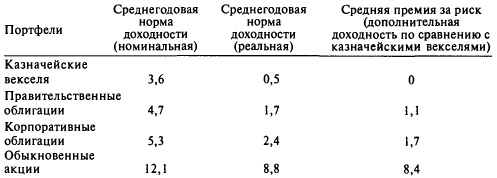 Портфели
Среднегодовая норма доходности (номинальная)
Среднегодовая норма доходности (реальная)
Средняя премия за риск (дополнительная доходность по сравнению с казначейскими векселями)
Казначейские
векселя 3,6 0,5 0
Правительственные
облигации 4,7 1,7 1,1
Корпоративные
облигации 5,3 2,4 1,7
Обыкновенные
акции 12,1 8,8 8,4